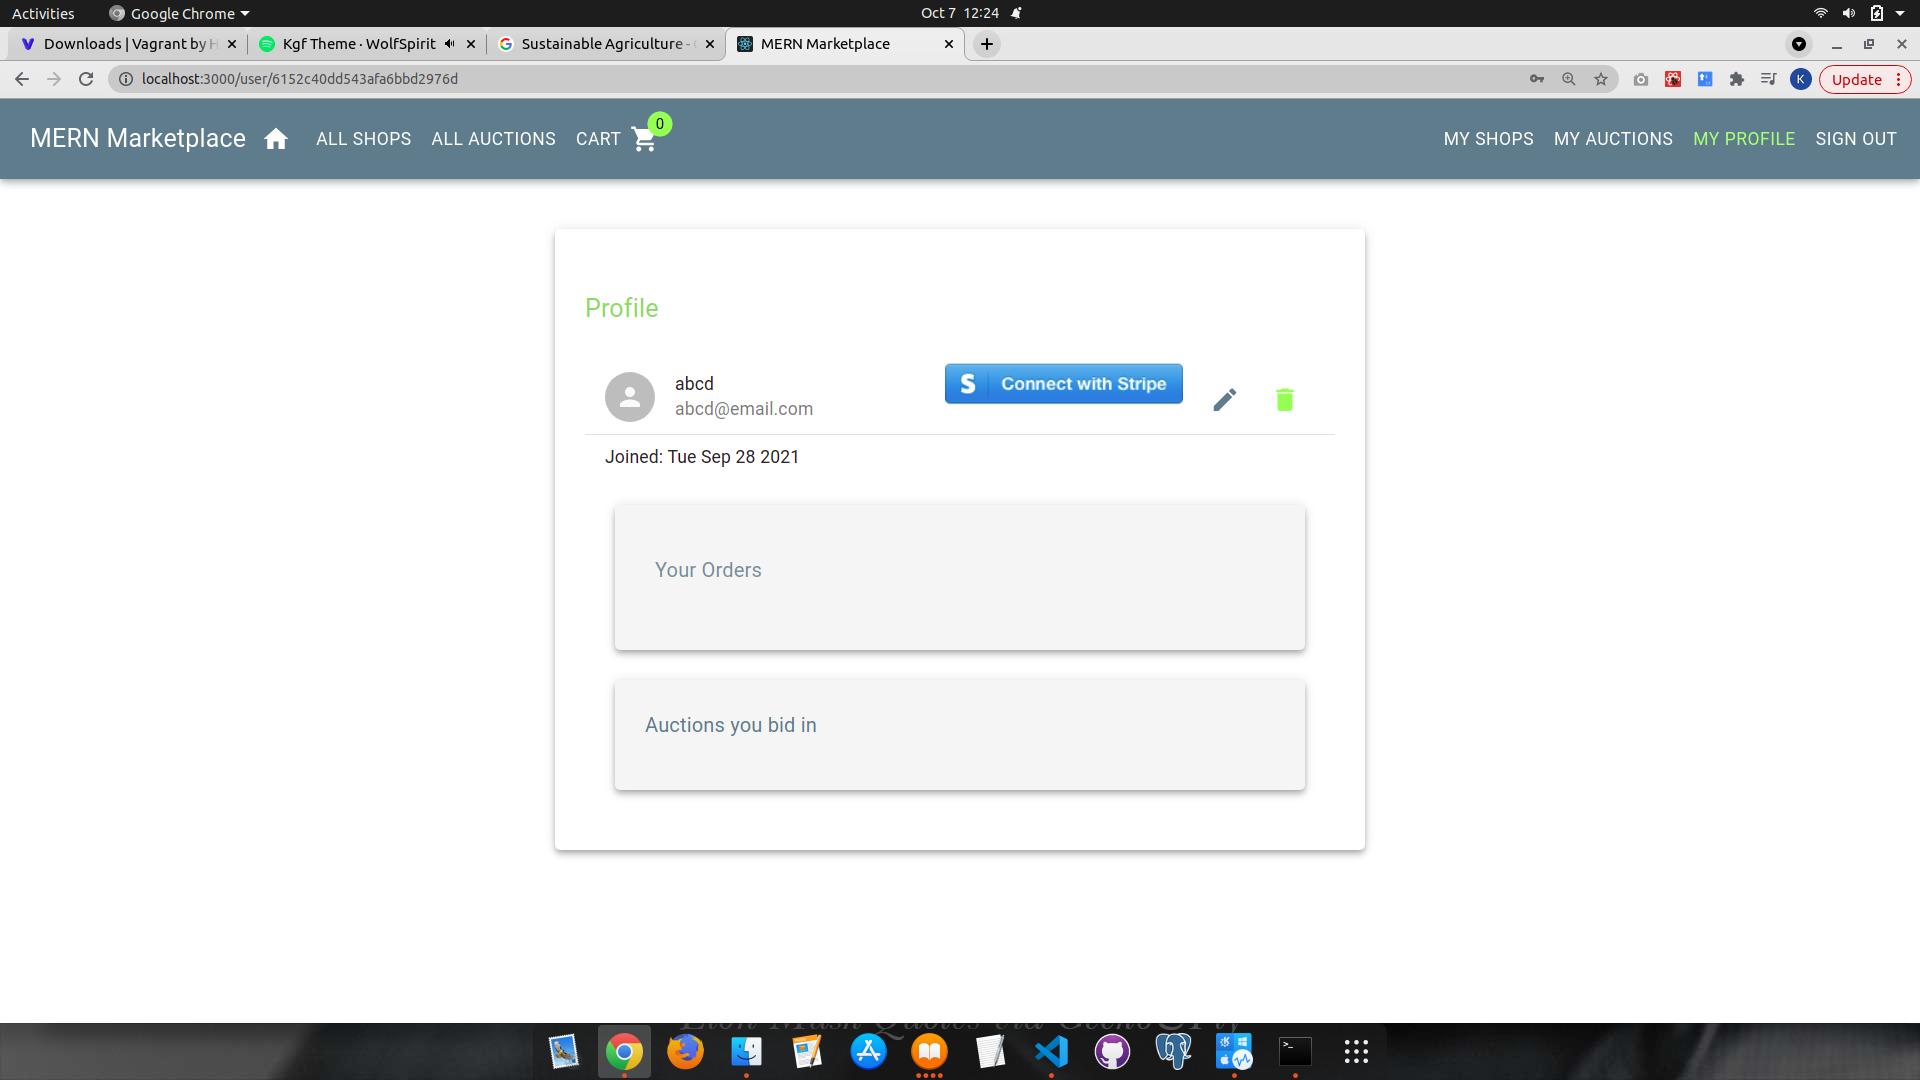 Activities
Google Chrome
Oct 7 12:24
Downloads | Vagrant by H
Kgf Theme · WolfSpirit
Sustainable Agriculture -
MERN Marketplace
localhost:3000/user/6152c40dd543afa6bbd2976d
K
Update
MERN Marketplace
ALL SHOPS
ALL AUCTIONS
CART
0
MY SHOPS
MY AUCTIONS
MY PROFILE
SIGN OUT
Profile
abcd
abcd@email.com
S Connect with Stripe
Joined: Tue Sep 28 2021
Your Orders
Auctions you bid in